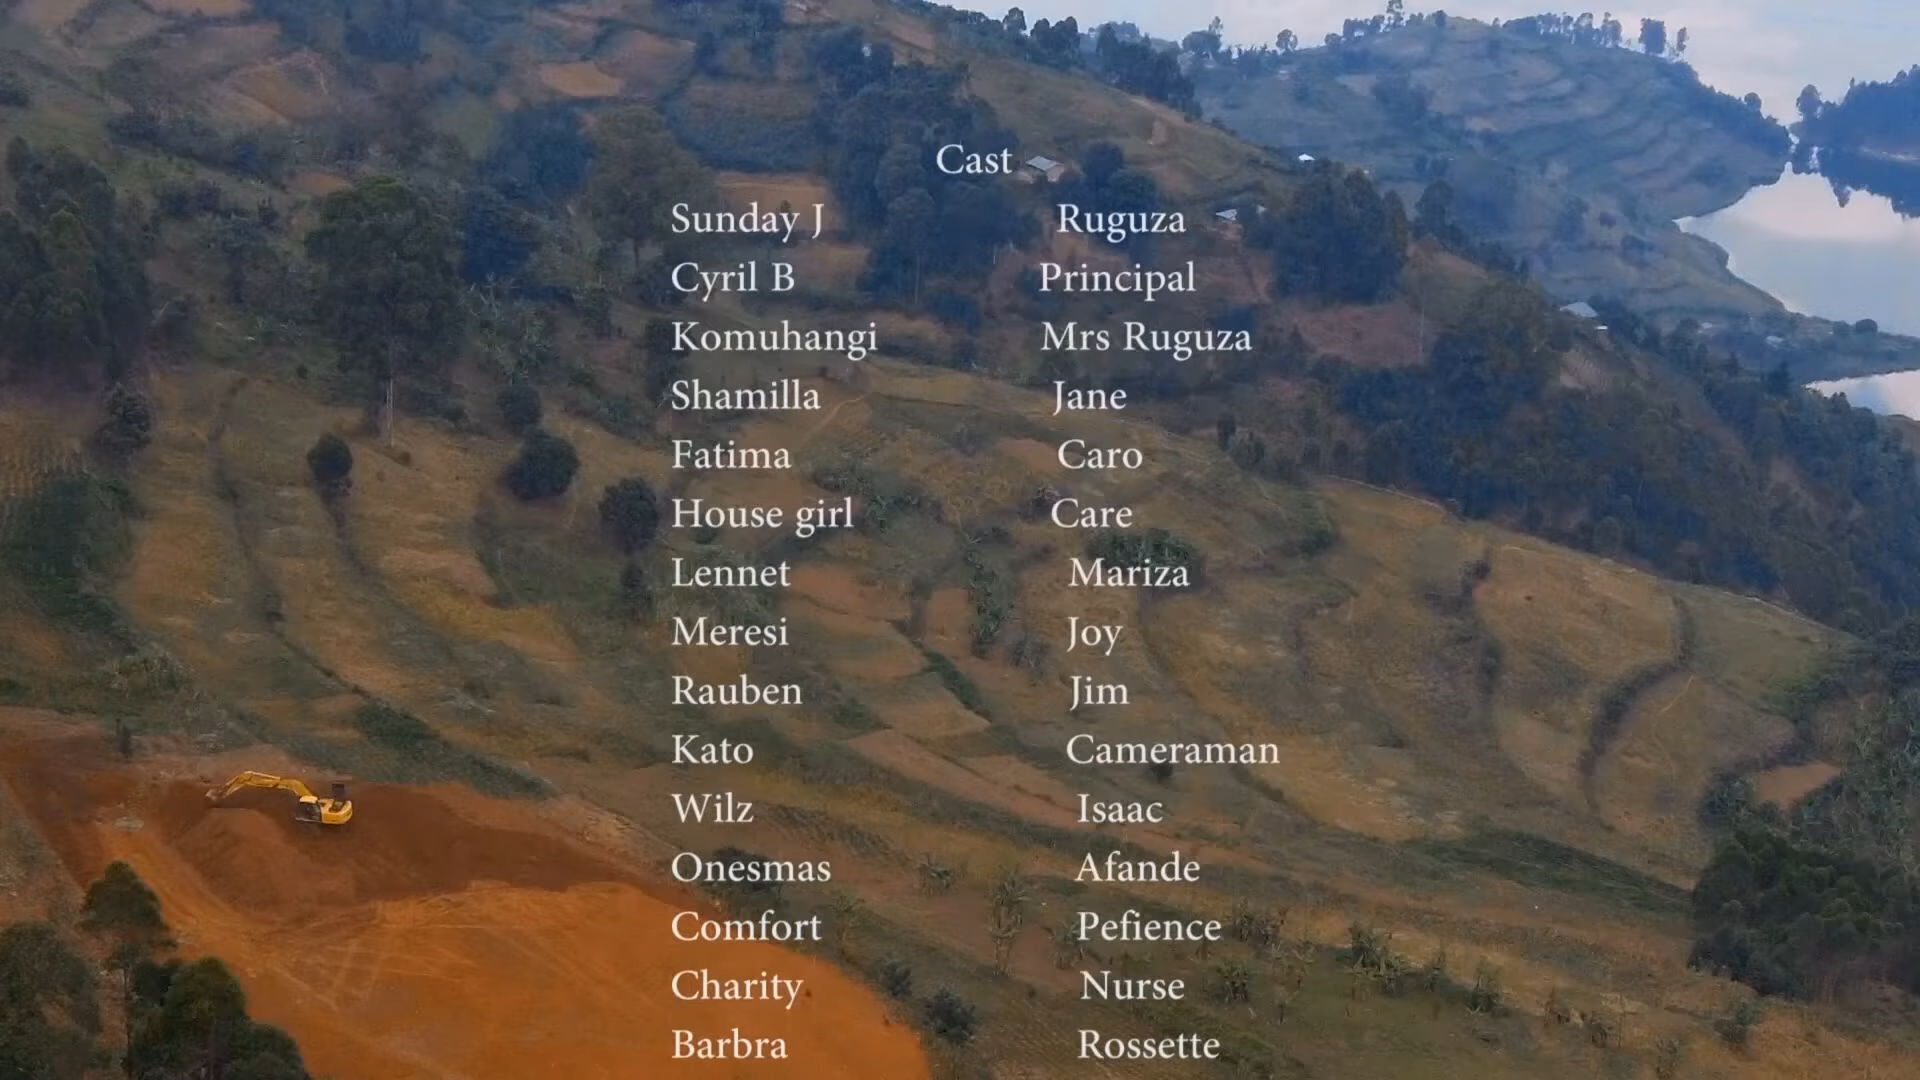 Cast
Sunday J Ruguza
Cyril B Principal
Komuhangi Mrs Ruguza
Shamilla Jane
Fatima Caro
House girl Care
Lennet Mariza
Meresi Joy
Rauben Jim
Kato Cameraman
Wilz Isaac
Onesmas Afande
Comfort Pefience
Charity Nurse
Barbra Rossette